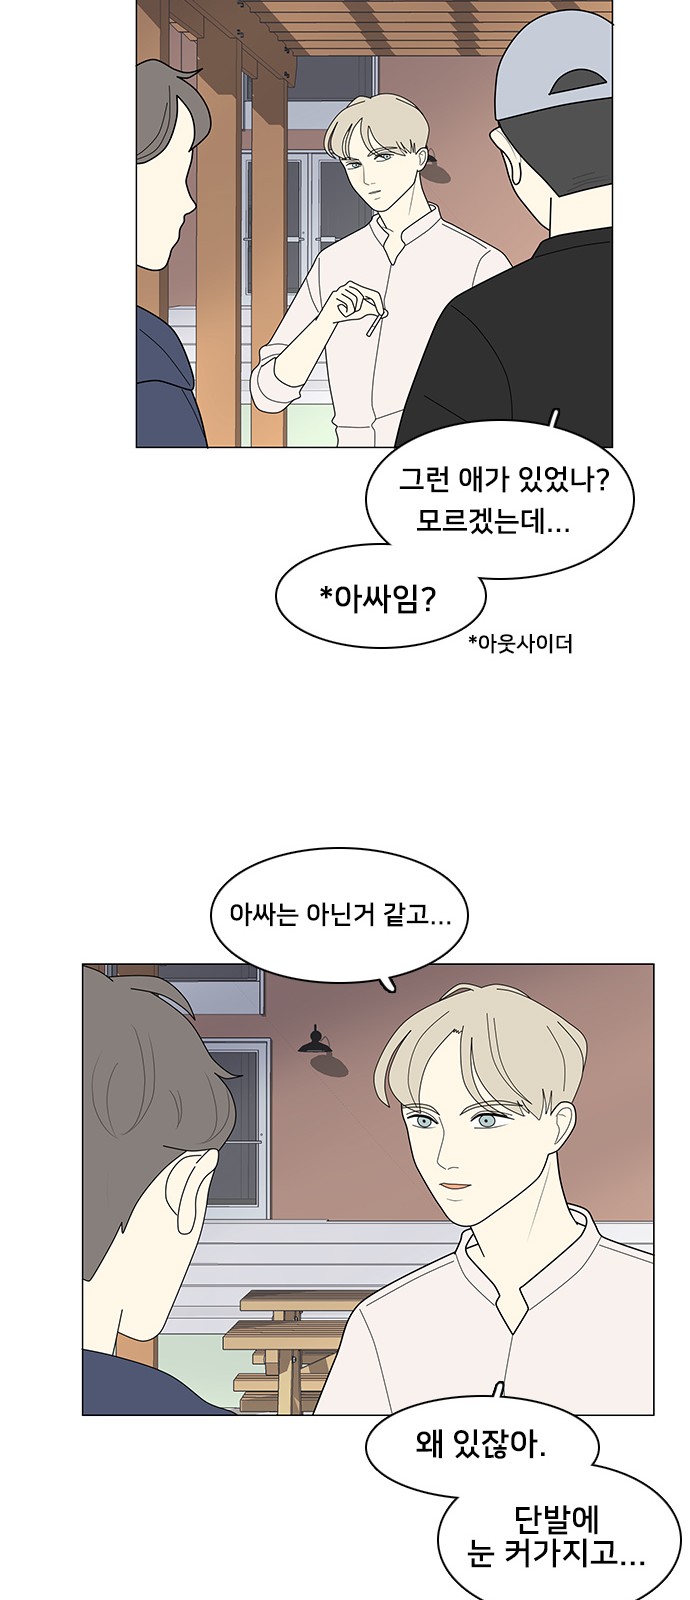 그런 애가 있었나?
모르겠는데...
*아싸임?
*아웃사이더
아싸는 아닌거 같고...
왜 있잖아.
단발에
눈 커가지고...